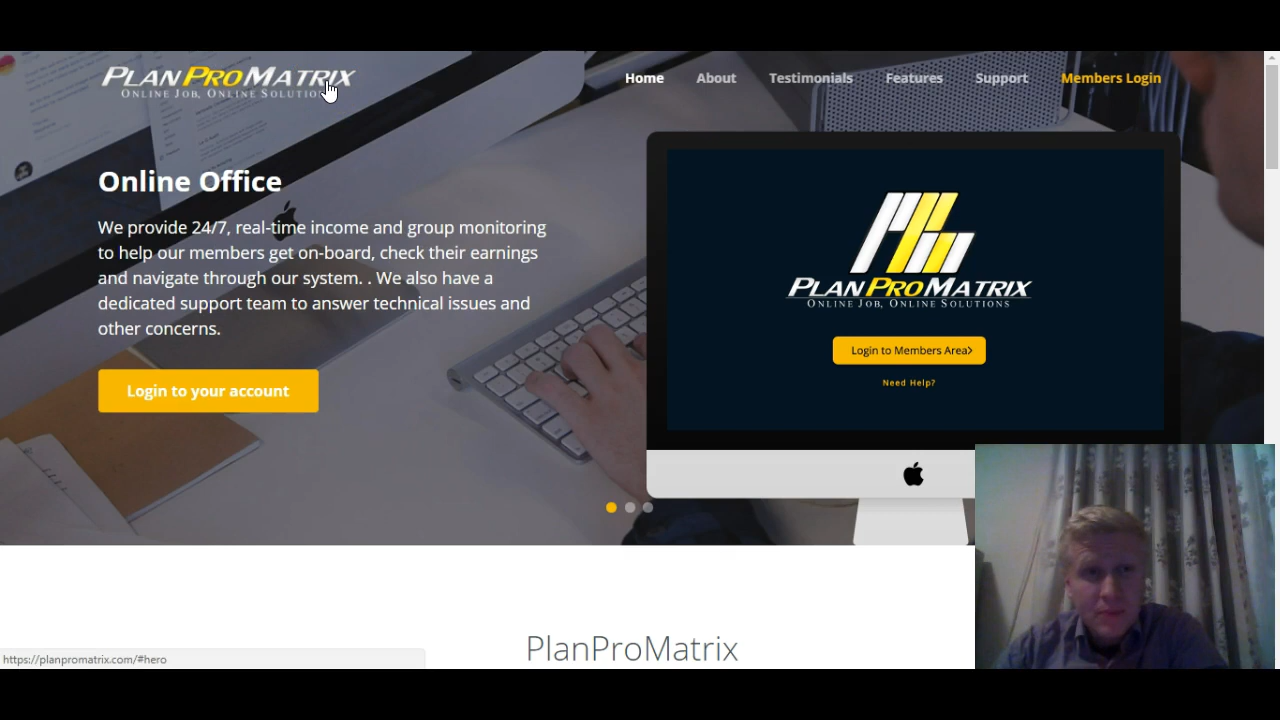 PLANPROMATRIX
ONLINE JOB, ONLINE SOLUTIONS
Home
About
Testimonials
Features
Support
Members Login
Online Office
We provide 24/7, real-time income and group monitoring
to help our members get on-board, check their earnings
and navigate through our system. . We also have a
dedicated support team to answer technical issues and
other concerns.
Login to your account
PLANPROMATRIX
ONLINE JOB, ONLINE SOLUTIONS
Login to Members Area>
Need Help?
PlanProMatrix
https://planpromatrix.com/#hero